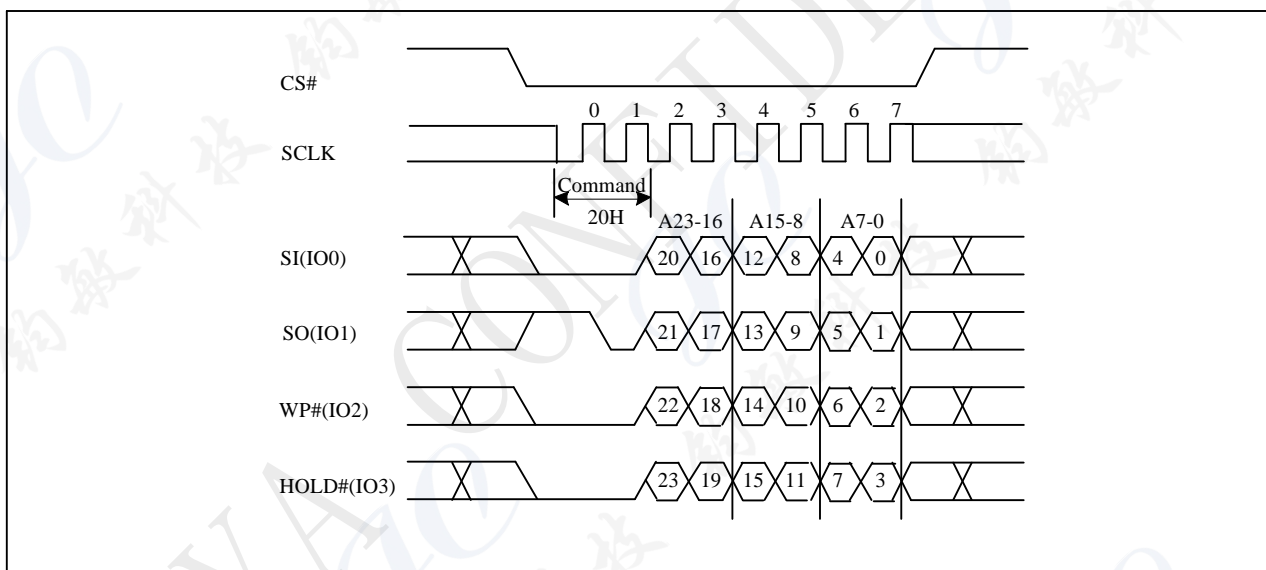 CS#
0 1 2 3 4 5 6 7
SCLK
Command
20H
A23-16 A15-8 A7-0
SI(IO0) 20 16 12 8 4 0
SO(IO1) 21 17 13 9 5 1
WP#(IO2) 22 18 14 10 6 2
HOLD#(IO3) 23 19 15 11 7 3